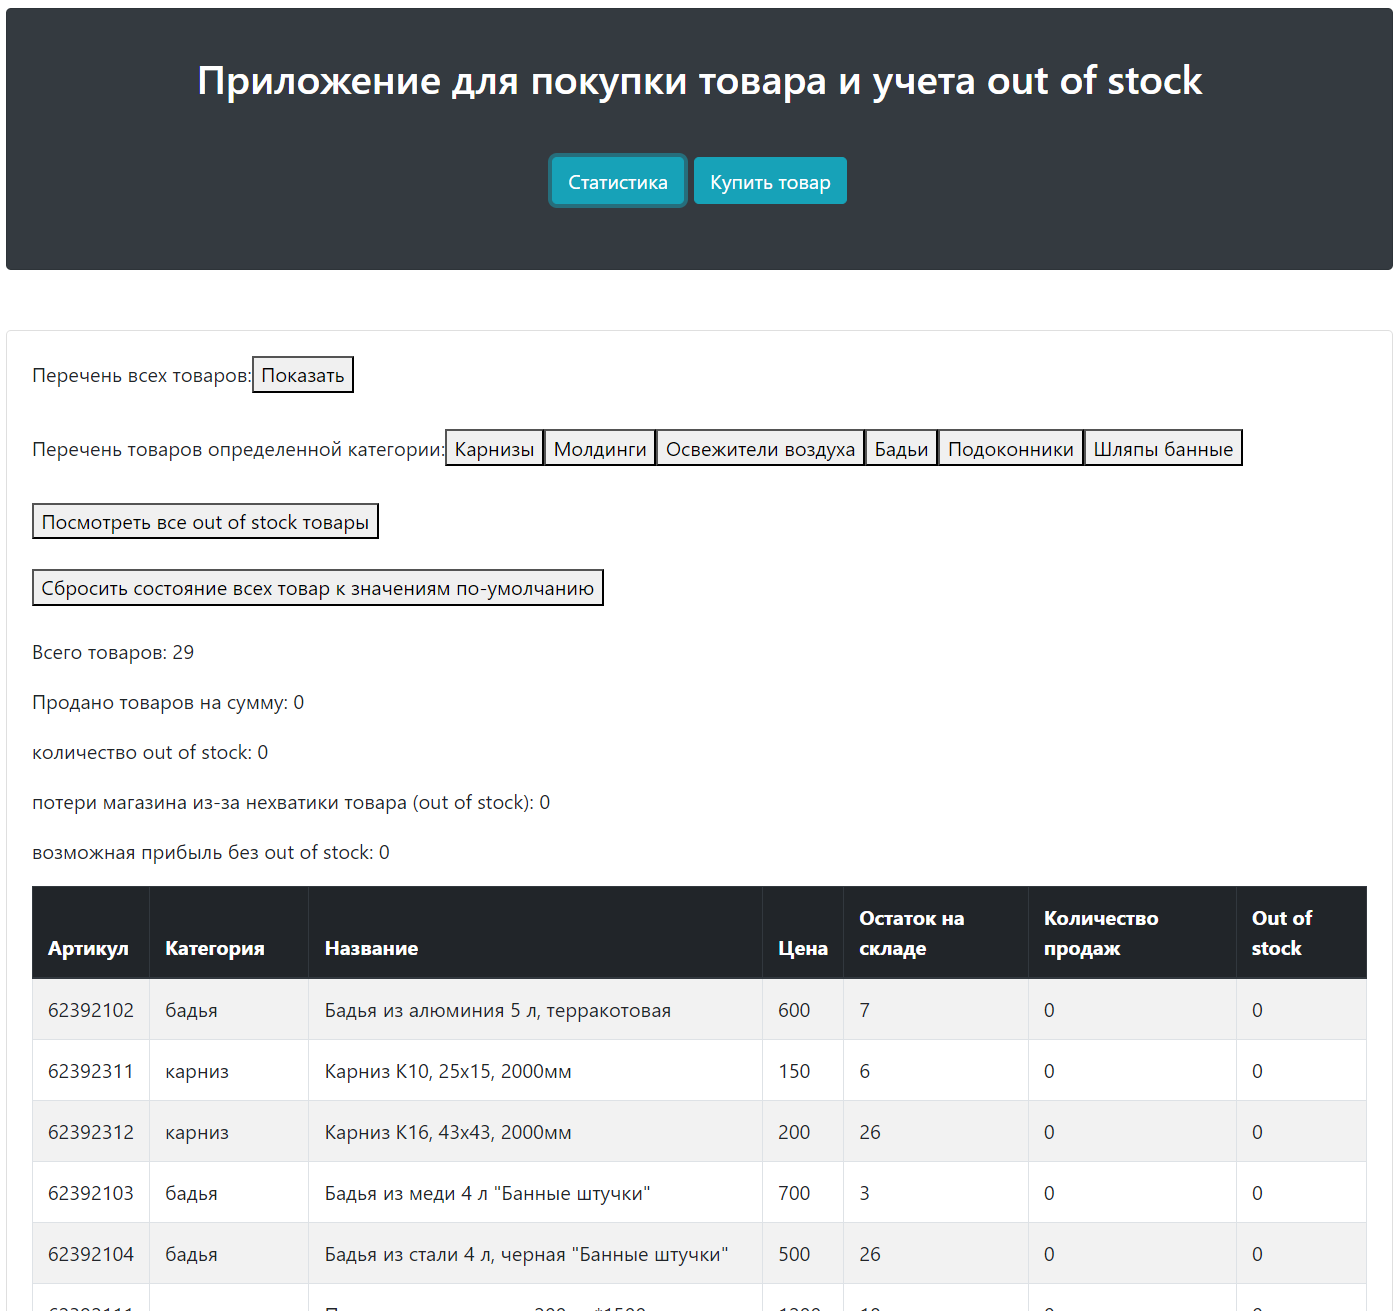 Приложение для покупки товара и учета out of stock
Статистика Купить товар
Перечень всех товаров: Показать
Перечень товаров определенной категории: Карнизы Молдинги Освежители воздуха Бадьи Подоконники Шляпы банные
Посмотреть все out of stock товары
Сбросить состояние всех товар к значениям по-умолчанию
Всего товаров: 29
Продано товаров на сумму: 0
количество out of stock: 0
потери магазина из-за нехватики товара (out of stock): 0
возможная прибыль без out of stock: 0
Артикул Категория Название Цена Остаток на складе Количество продаж Out of stock
62392102 бадья Бадья из алюминия 5 л, терракотовая 600 7 0 0
62392311 карниз Карниз К10, 25х15, 2000мм 150 6 0 0
62392312 карниз Карниз К16, 43х43, 2000мм 200 26 0 0
62392103 бадья Бадья из меди 4 л "Банные штучки" 700 3 0 0
62392104 бадья Бадья из стали 4 л, черная "Банные штучки" 500 26 0 0